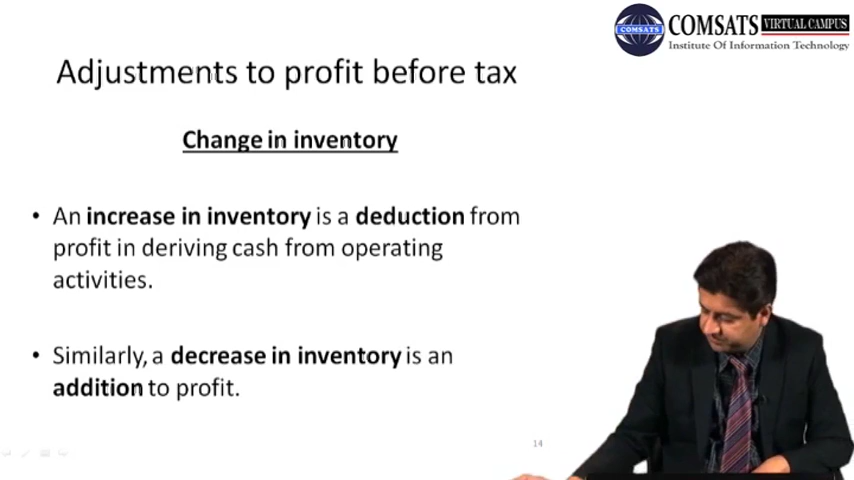 COMSATS VIRTUAL CAMPUS
COMSATS
Institute Of Information Technology
Adjustments to profit before tax
Change in inventory
• An increase in inventory is a deduction from
profit in deriving cash from operating
activities.
• Similarly, a decrease in inventory is an
addition to profit.
14